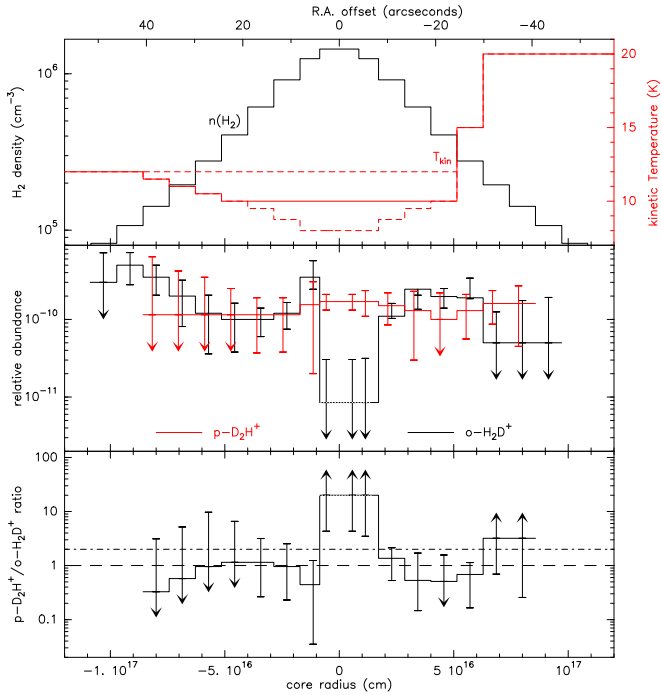 R.A. offset (arcseconds)
40 20 0 −20 −40
10⁶
10⁵
H₂ density (cm⁻³)
n(H₂)
T_kin
20
15
10
kinetic Temperature (K)
10⁻¹⁰
10⁻¹¹
relative abundance
p−D₂H⁺
o−H₂D⁺
100
10
1
0.1
p−D₂H⁺/o−H₂D⁺ ratio
−1. 10¹⁷ −5. 10¹⁶ 0 5 10¹⁶ 10¹⁷
core radius (cm)